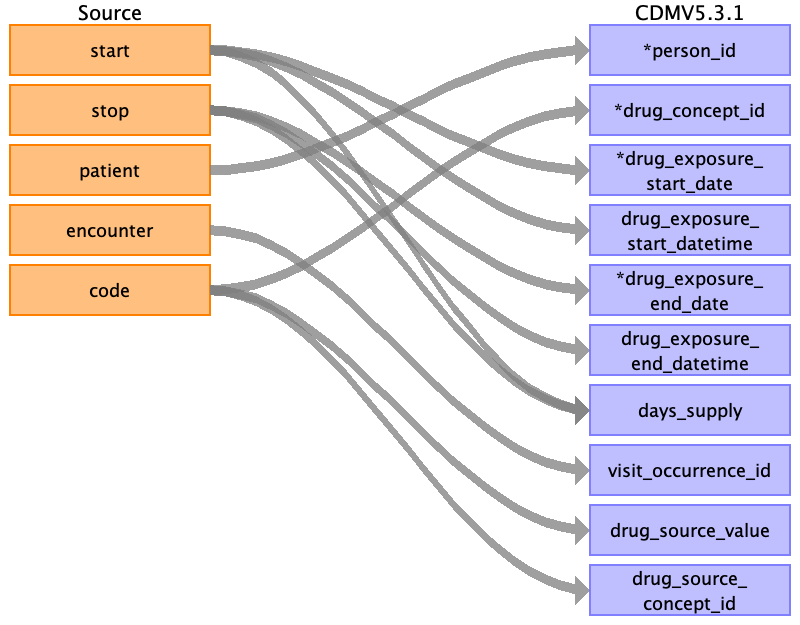 Source
CDMV5.3.1
start
*person_id
stop
*drug_concept_id
patient
*drug_exposure_
start_date
encounter
drug_exposure_
start_datetime
code
*drug_exposure_
end_date
drug_exposure_
end_datetime
days_supply
visit_occurrence_id
drug_source_value
drug_source_
concept_id